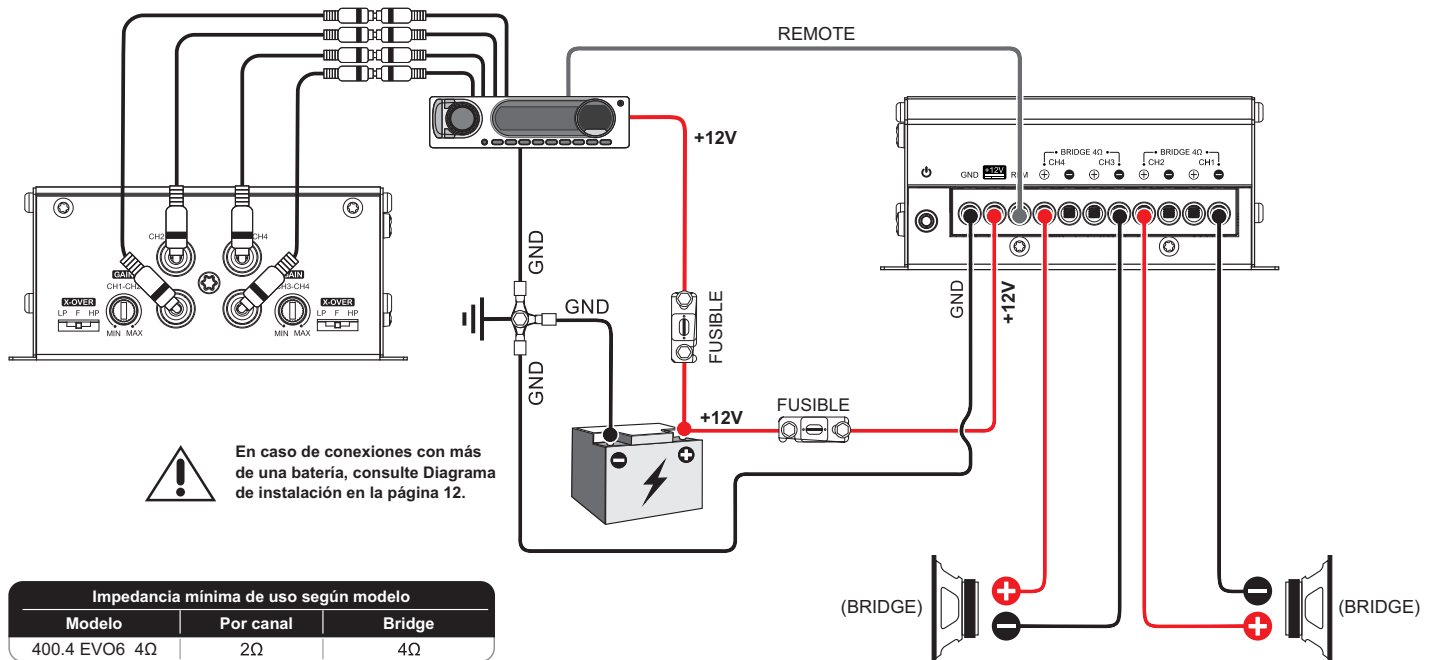 REMOTE
+12V
BRIDGE 4Ω BRIDGE 4Ω
CH4 CH3 CH2 CH1
GND +12V REM
CH2 CH4
GAIN GAIN
CH1-CH2 CH3-CH4
X-OVER X-OVER
LP F HP LP F HP
MIN MAX MIN MAX
GND
GND
GND
FUSIBLE
+12V
FUSIBLE
GND
+12V
En caso de conexiones con más
de una batería, consulte Diagrama
de instalación en la página 12.
(BRIDGE) (BRIDGE)
Impedancia mínima de uso según modelo
Modelo Por canal Bridge
400.4 EVO6 4Ω 2Ω 4Ω